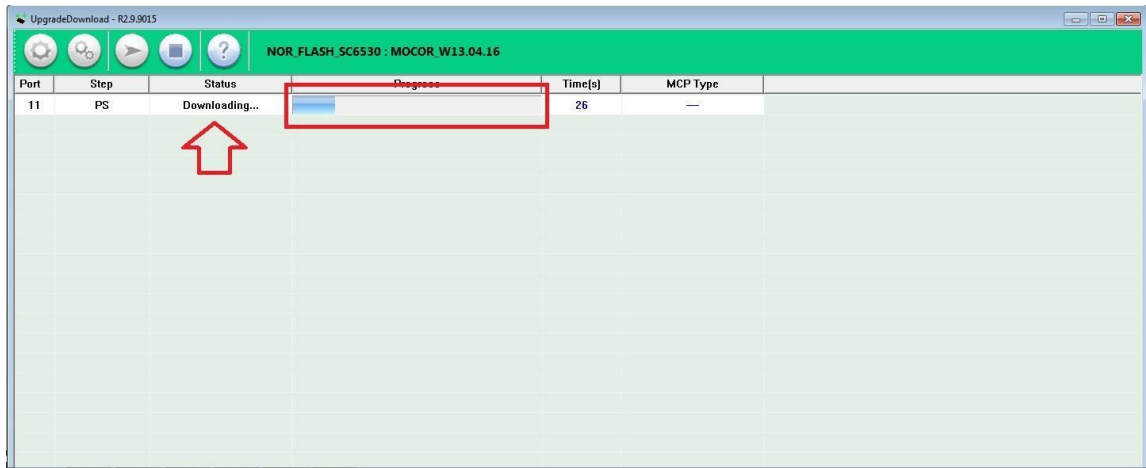 UpgradeDownload - R2.9.9015
NOR_FLASH_SC6530 : MOCOR_W13.04.16
Port Step Status Progress Time(s) MCP Type
11 PS Downloading... 26 —